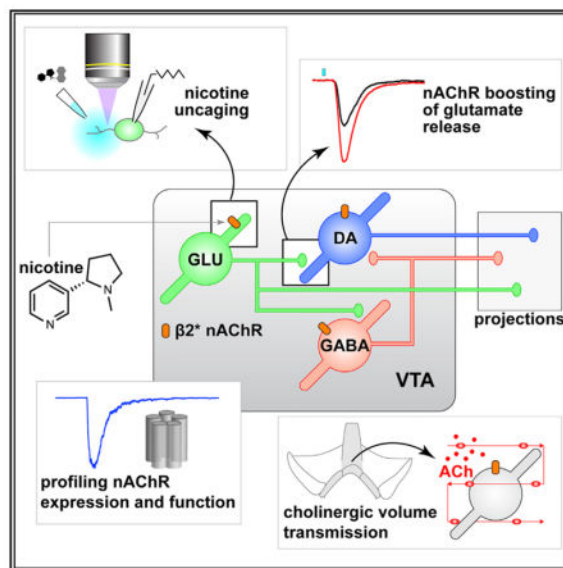 nicotine
uncaging
nAChR boosting
of glutamate
release
nicotine
N
N
GLU
DA
GABA
β2* nAChR
VTA
projections
profiling nAChR
expression and function
cholinergic volume
transmission
ACh